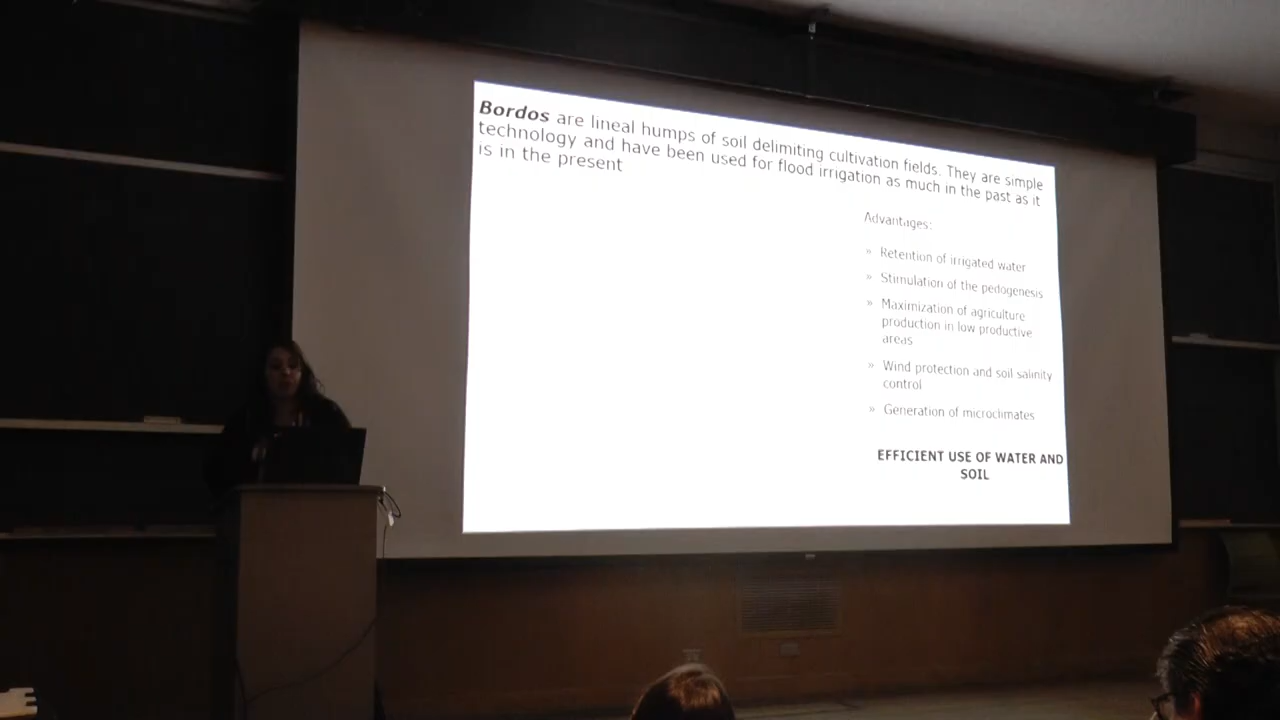 Bordos are lineal humps of soil delimiting cultivation fields. They are simple
technology and have been used for flood irrigation as much in the past as it
is in the present
Advantages:
» Retention of irrigated water
» Stimulation of the pedogenesis
» Maximization of agriculture
production in low productive
areas
» Wind protection and soil salinity
control
» Generation of microclimates
EFFICIENT USE OF WATER AND
SOIL